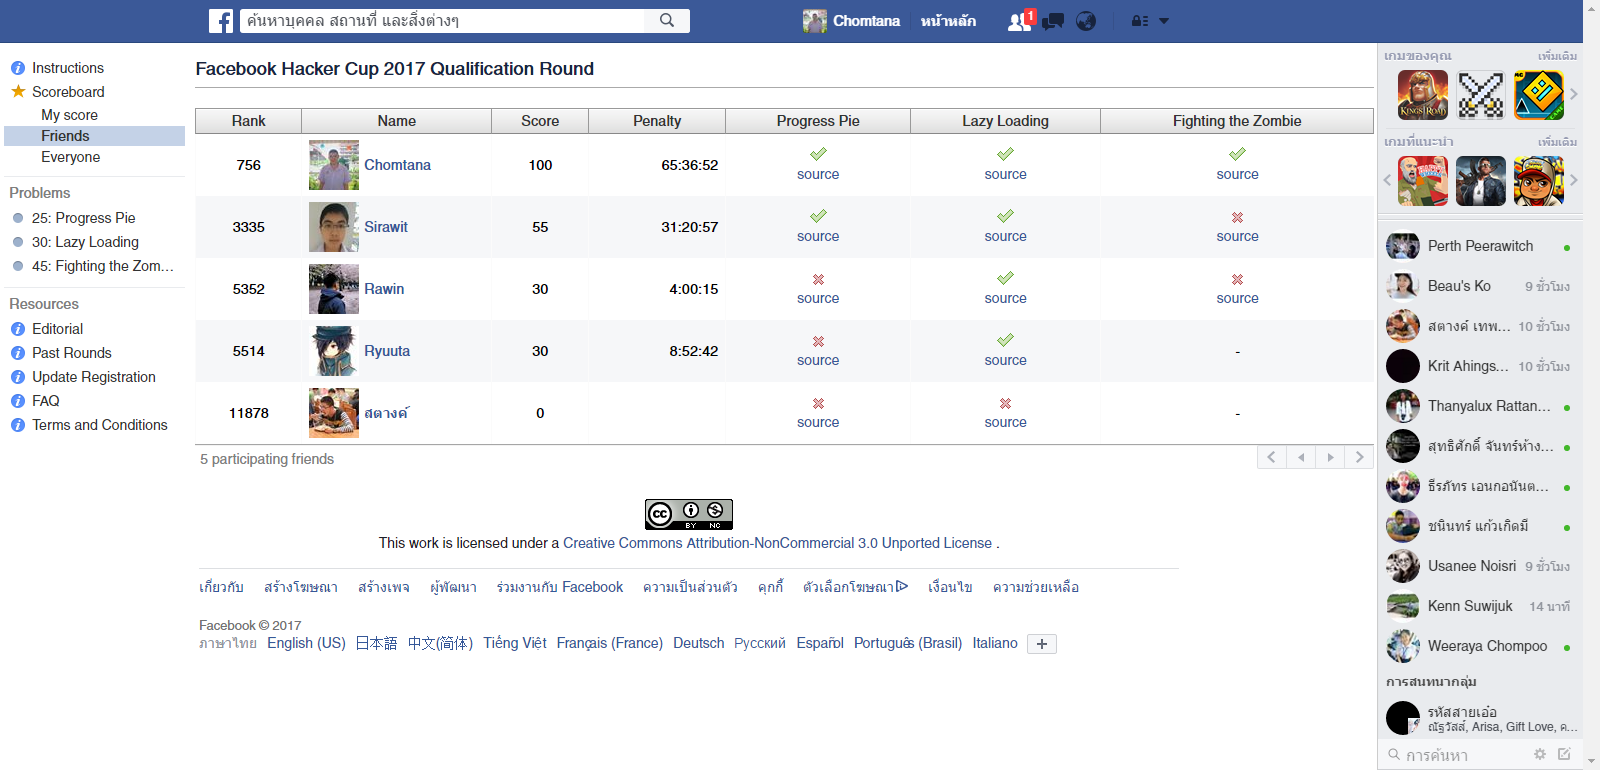 ค้นหาบุคคล สถานที่ และสิ่งต่างๆ
Chomtana
หน้าหลัก
1
Instructions
Scoreboard
My score
Friends
Everyone
Problems
25: Progress Pie
30: Lazy Loading
45: Fighting the Zom...
Resources
Editorial
Past Rounds
Update Registration
FAQ
Terms and Conditions
Facebook Hacker Cup 2017 Qualification Round
Rank Name Score Penalty Progress Pie Lazy Loading Fighting the Zombie
756 Chomtana 100 65:36:52 source source source
3335 Sirawit 55 31:20:57 source source source
5352 Rawin 30 4:00:15 source source source
5514 Ryuuta 30 8:52:42 source source -
11878 สตางค์ 0 source source -
5 participating friends
CC BY NC
This work is licensed under a Creative Commons Attribution-NonCommercial 3.0 Unported License .
เกี่ยวกับ สร้างโฆษณา สร้างเพจ ผู้พัฒนา ร่วมงานกับ Facebook ความเป็นส่วนตัว คุกกี้ ตัวเลือกโฆษณา เงื่อนไข ความช่วยเหลือ
Facebook © 2017
ภาษาไทย English (US) 日本語 中文(简体) Tiếng Việt Français (France) Deutsch Русский Español Português (Brasil) Italiano
เกมของคุณ เพิ่มเติม
เกมที่แนะนำ เพิ่มเติม
Perth Peerawitch
Beau's Ko 9 ชั่วโมง
สตางค์ เทพ... 10 ชั่วโมง
Krit Ahings... 10 ชั่วโมง
Thanyalux Rattan...
สุทธิศักดิ์ จันทร์ห้าง...
ธีรภัทร เอนกอนันต...
ชนินทร์ แก้วเกิดมี
Usanee Noisri 9 ชั่วโมง
Kenn Suwijuk 14 นาที
Weeraya Chompoo
การสนทนากลุ่ม
รหัสสายเอ๋อ
ณัฐวัสส์, Arisa, Gift Love, ค...
การค้นหา